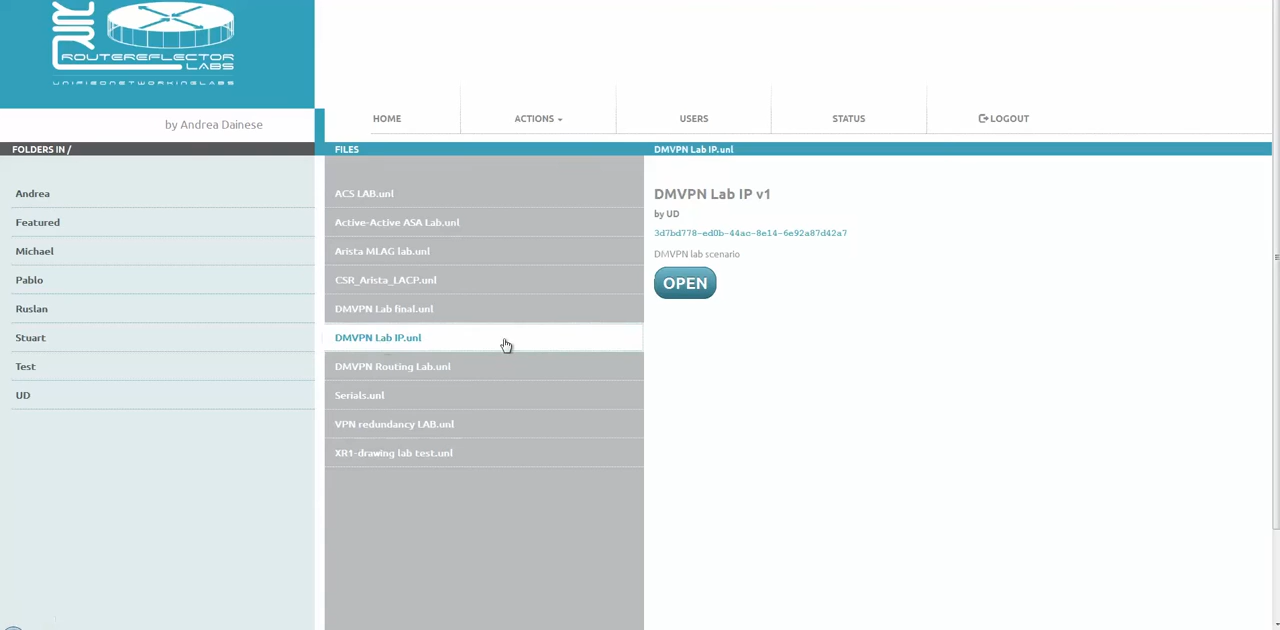 ROUTEREFLECTOR
LABS
UNIFIEDNETWORKINGLABS
by Andrea Dainese
HOME
ACTIONS
USERS
STATUS
LOGOUT
FOLDERS IN /
FILES
DMVPN Lab IP.unl
Andrea
Featured
Michael
Pablo
Ruslan
Stuart
Test
UD
ACS LAB.unl
Active-Active ASA Lab.unl
Arista MLAG lab.unl
CSR_Arista_LACP.unl
DMVPN Lab final.unl
DMVPN Lab IP.unl
DMVPN Routing Lab.unl
Serials.unl
VPN redundancy LAB.unl
XR1-drawing lab test.unl
DMVPN Lab IP v1
by UD
3d7bd778-ed0b-44ac-8e14-6e92a87d42a7
DMVPN lab scenario
OPEN